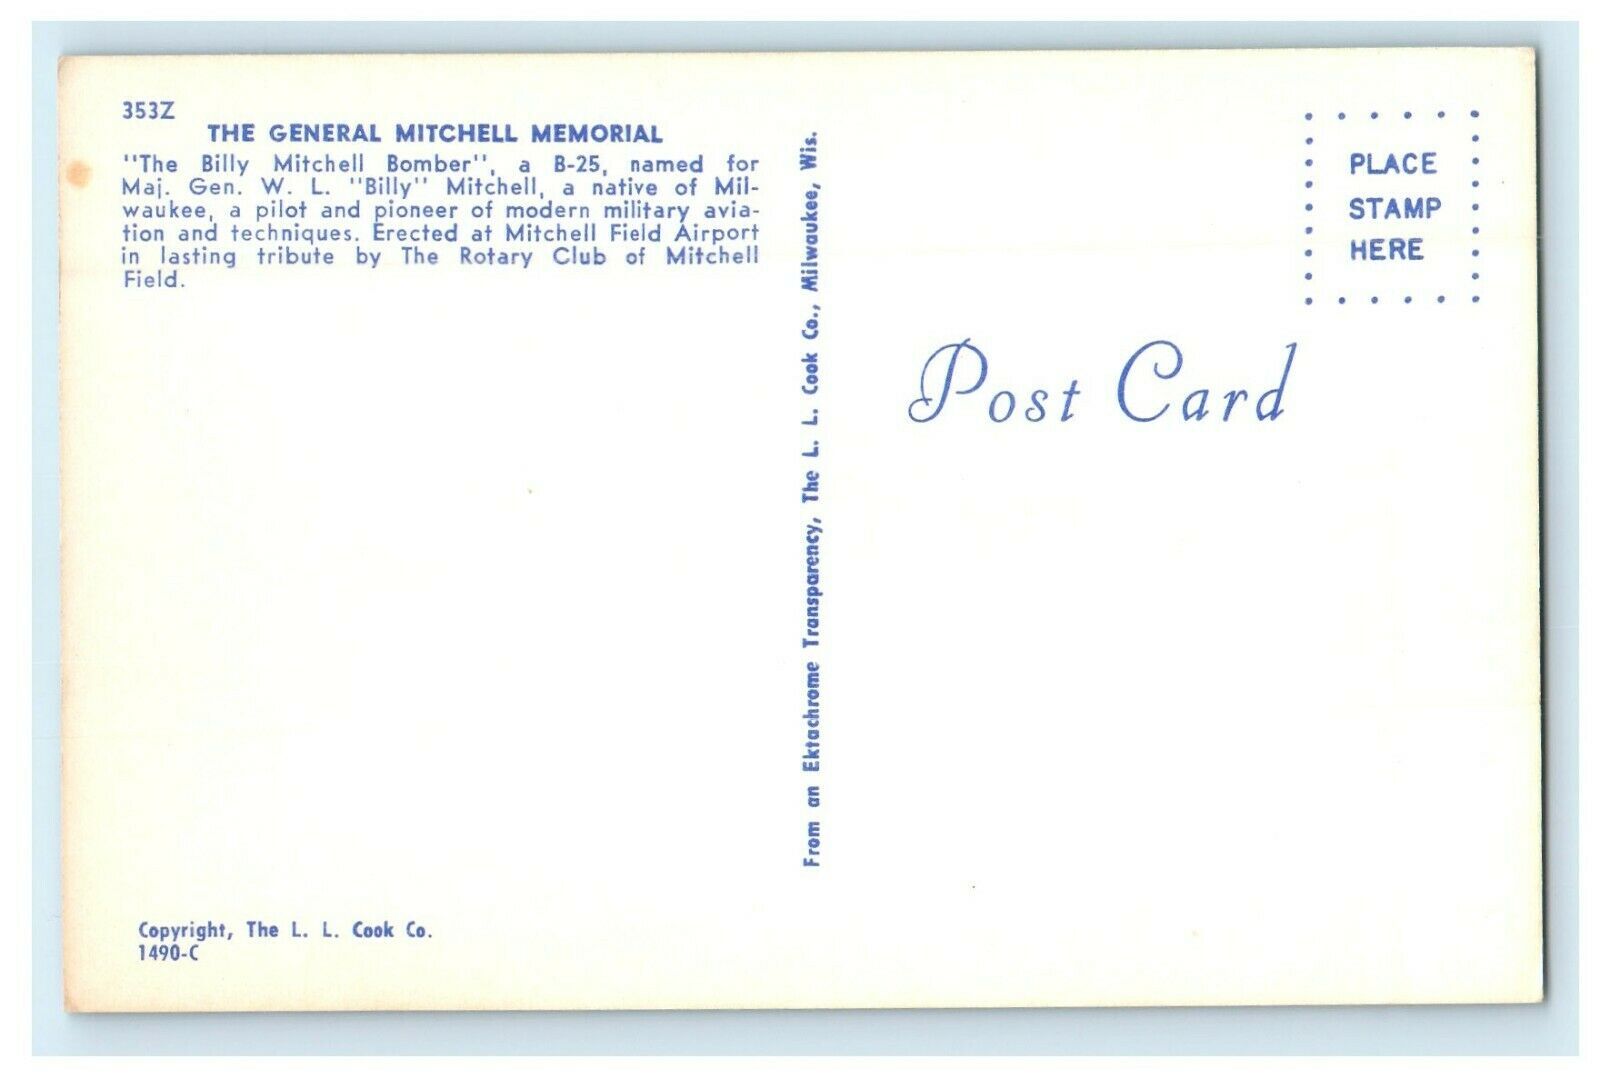 353Z
THE GENERAL MITCHELL MEMORIAL
"The Billy Mitchell Bomber", a B-25, named for
Maj. Gen. W. L. "Billy" Mitchell, a native of Mil-
waukee, a pilot and pioneer of modern military avia-
tion and techniques. Erected at Mitchell Field Airport
in lasting tribute by The Rotary Club of Mitchell
Field.
Copyright, The L. L. Cook Co.
1490-C
From an Ektachrome Transparency, The L. L. Cook Co., Milwaukee, Wis.
PLACE
STAMP
HERE
Post Card